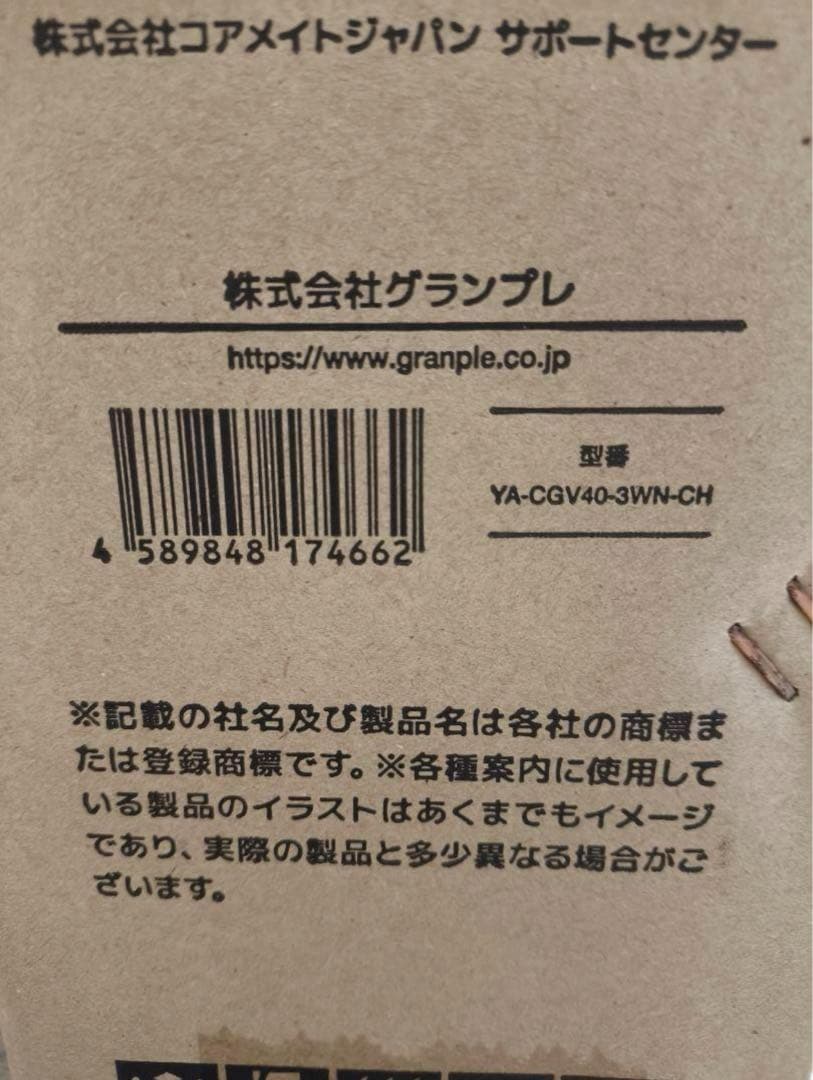 株式会社コアメイトジャパン サポートセンター
株式会社グランプレ
https://www.granple.co.jp
型番
YA-CGV40-3WN-CH
4 589848 174662
※記載の社名及び製品名は各社の商標ま
たは登録商標です。※各種案内に使用して
いる製品のイラストはあくまでもイメージ
であり、実際の製品と多少異なる場合がご
ざいます。